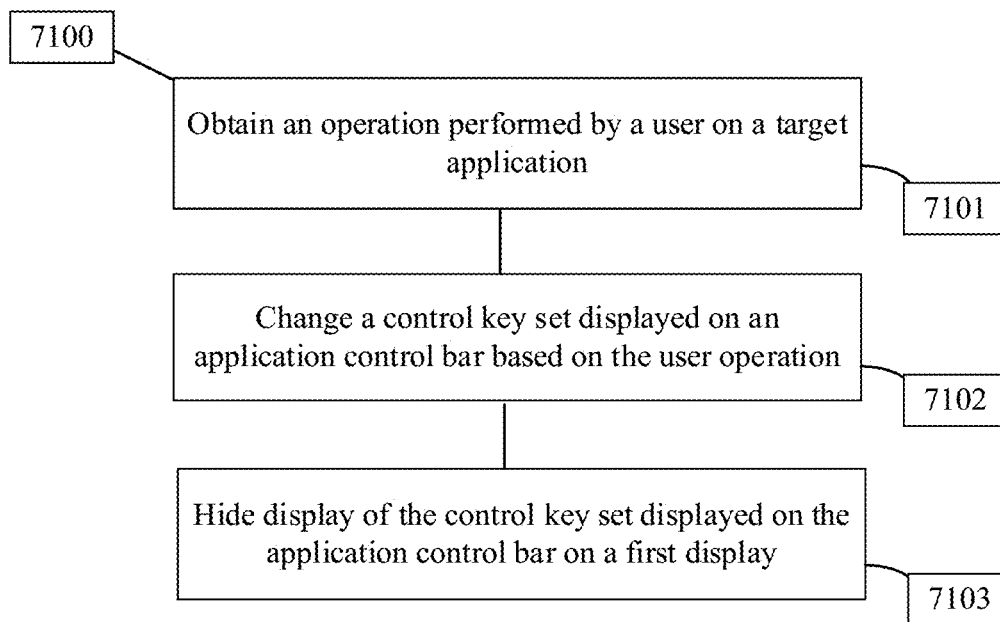 7100
Obtain an operation performed by a user on a target
application
7101
Change a control key set displayed on an
application control bar based on the user operation
7102
Hide display of the control key set displayed on the
application control bar on a first display
7103